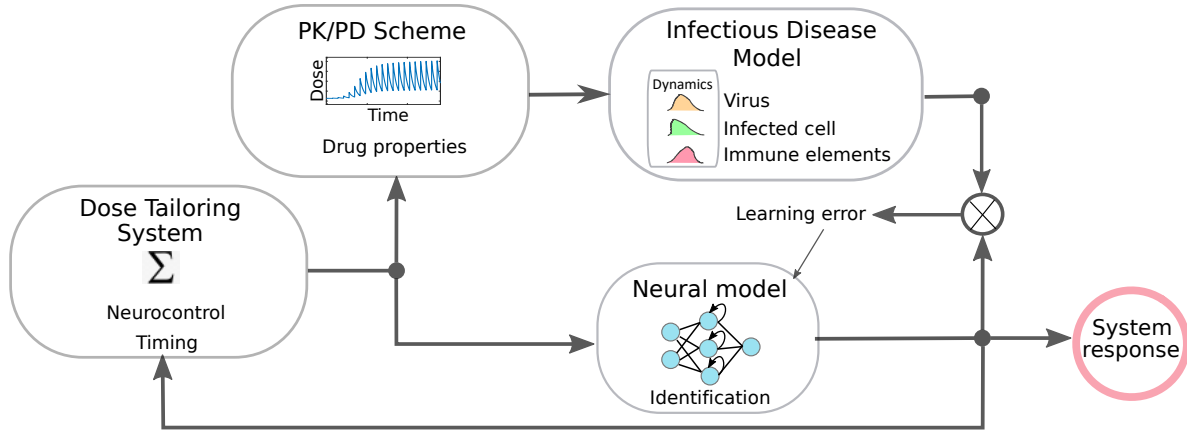 PK/PD Scheme
Dose
Time
Drug properties
Infectious Disease
Model
Dynamics
Virus
Infected cell
Immune elements
Dose Tailoring
System
Σ
Neurocontrol
Timing
Learning error
Neural model
Identification
System
response